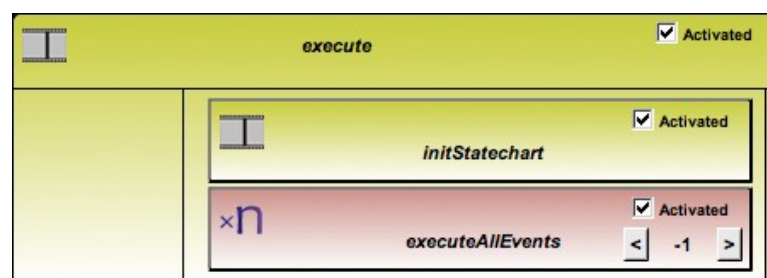 execute Activated
Activated
initStatechart
×n Activated
executeAllEvents < -1 >